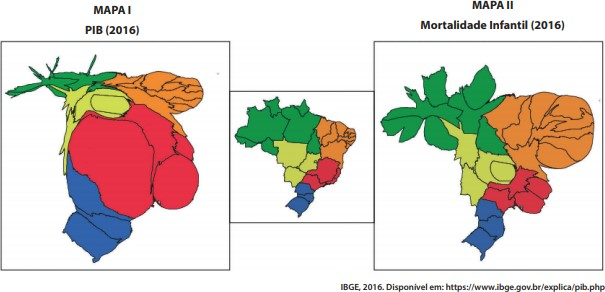 MAPA I
PIB (2016)
MAPA II
Mortalidade Infantil (2016)
IBGE, 2016. Disponível em: https://www.ibge.gov.br/explica/pib.php